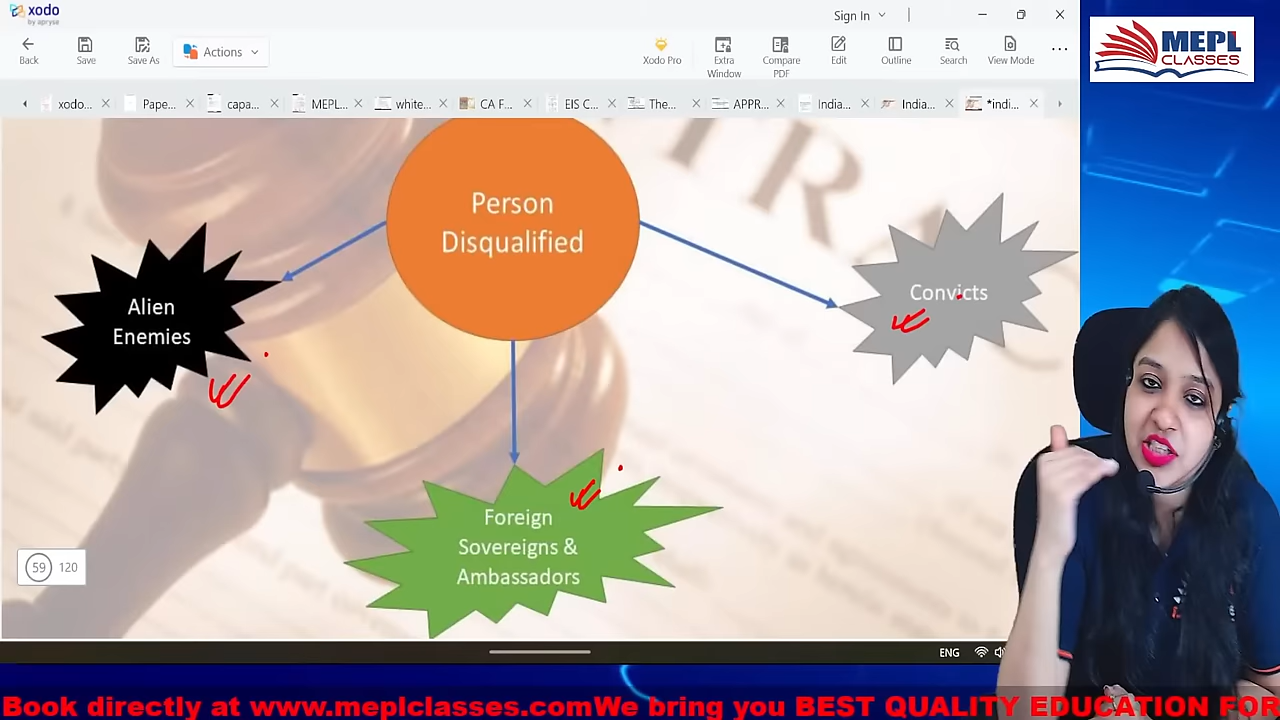 xodo
by apryse
Sign In
Back
Save
Save As
Actions
Xodo Pro
Extra Window
Compare PDF
Edit
Outline
Search
View Mode
xodo...
Pape...
capa...
MEPL...
white...
CA F...
EIS C...
The...
APPR...
India...
India...
*indi...
MEPL
CLASSES
TR
Person
Disqualified
Alien
Enemies
Convicts
Foreign
Sovereigns &
Ambassadors
59 120
ENG
Book directly at www.meplclasses.comWe bring you BEST QUALITY EDUCATION FOR